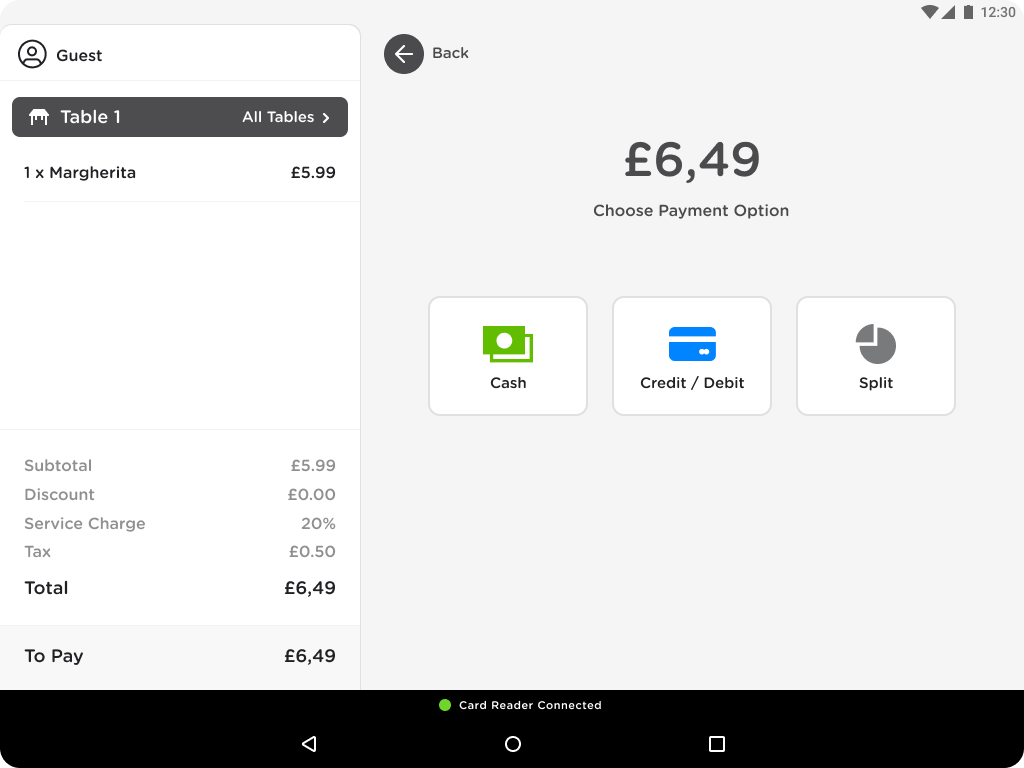 12:30
Guest
Table 1 All Tables
1 x Margherita £5.99
Subtotal £5.99
Discount £0.00
Service Charge 20%
Tax £0.50
Total £6,49
To Pay £6,49
Back
£6,49
Choose Payment Option
Cash
Credit / Debit
Split
Card Reader Connected